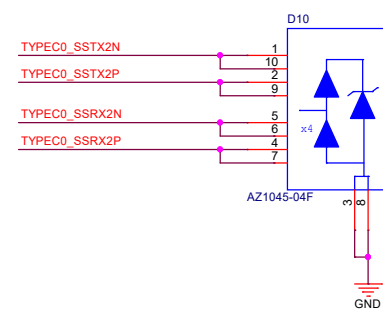 D10
TYPEC0_SSTX2N
1
10
TYPEC0_SSTX2P
2
9
x4
TYPEC0_SSRX2N
5
6
TYPEC0_SSRX2P
4
7
AZ1045-04F
3
8
GND